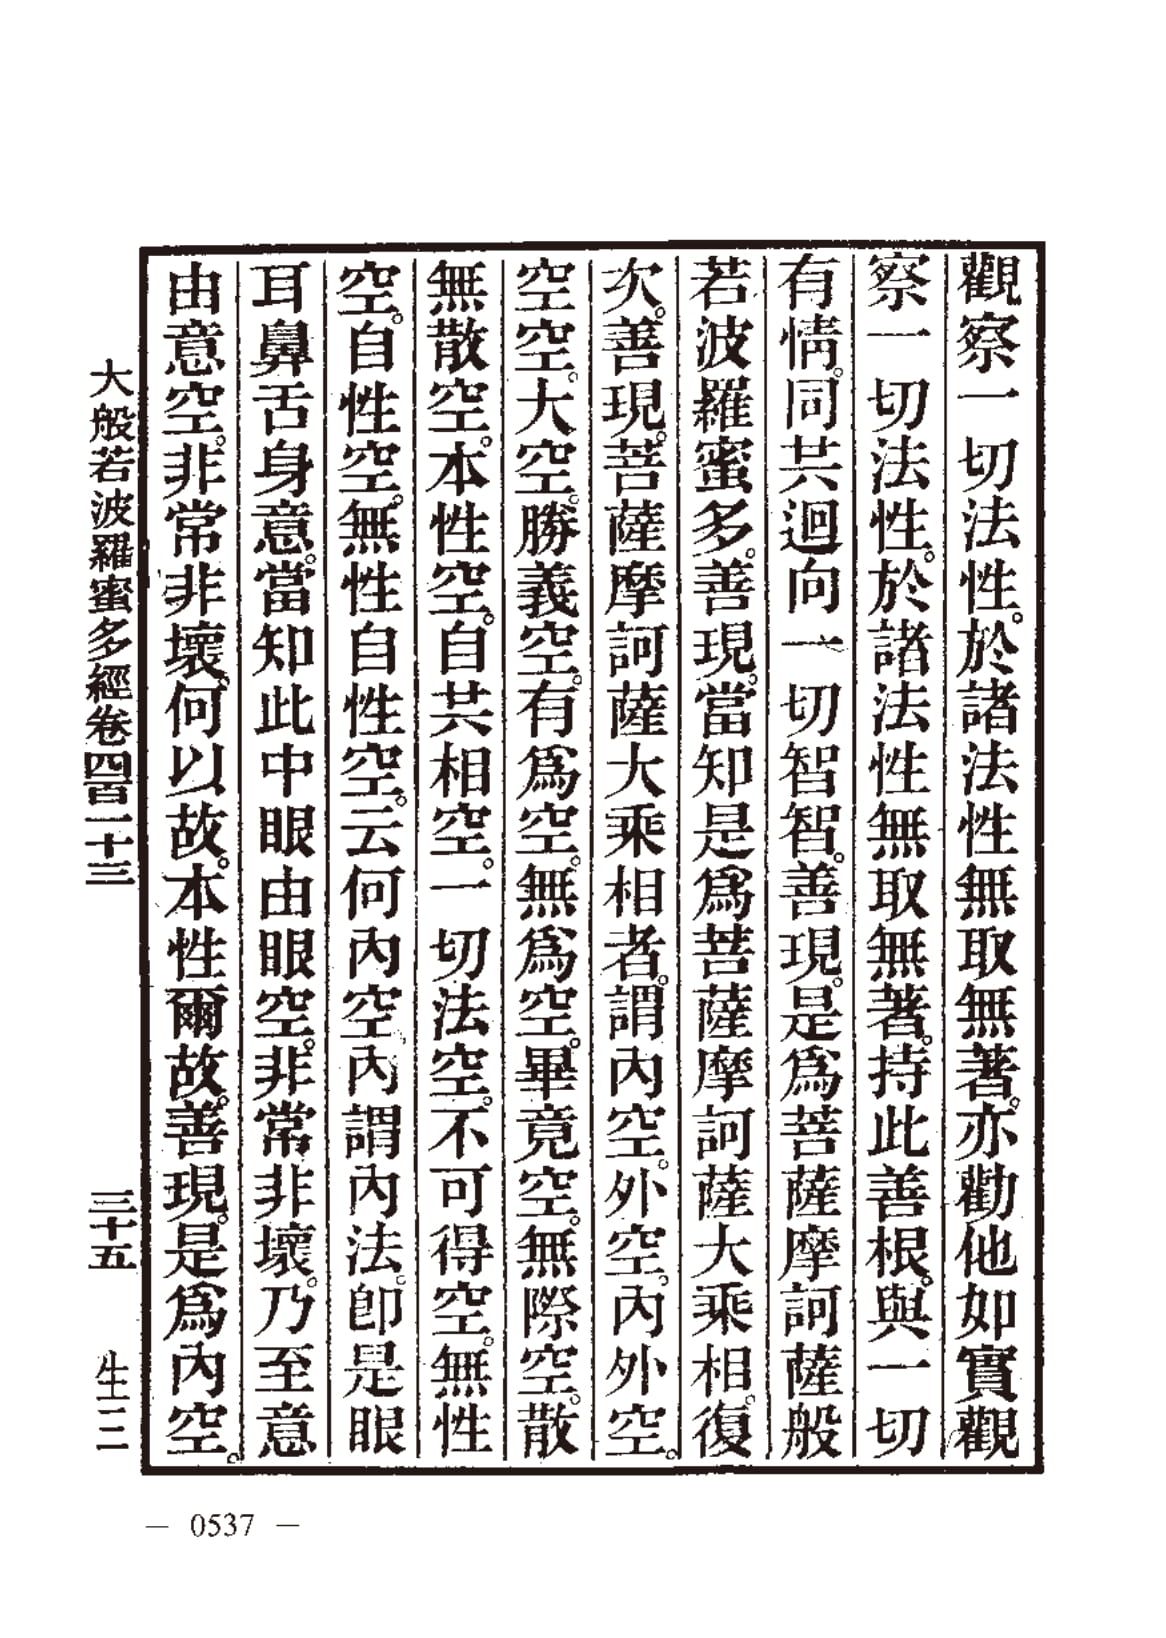 觀察一切法性。於諸法性無取無著。亦勸他如實觀
察一切法性。於諸法性無取無著。持此善根。與一切
有情。同共迴向一切智智。善現。是爲菩薩摩訶薩般
若波羅蜜多。善現。當知是爲菩薩摩訶薩大乘相。復
次。善現。菩薩摩訶薩大乘相者。謂內空。外空。內外空。
空空。大空。勝義空。有爲空。無爲空。畢竟空。無際空。散
無散空。本性空。自共相空。一切法空。不可得空。無性
空。自性空。無性自性空。云何內空。內謂內法。卽是眼
耳鼻舌身意。當知此中眼由眼空。非常非壞。乃至意
由意空。非常非壞。何以故。本性爾故。善現。是爲內空。
大般若波羅蜜多經卷四百一十三 三十五 生三
— 0537 —